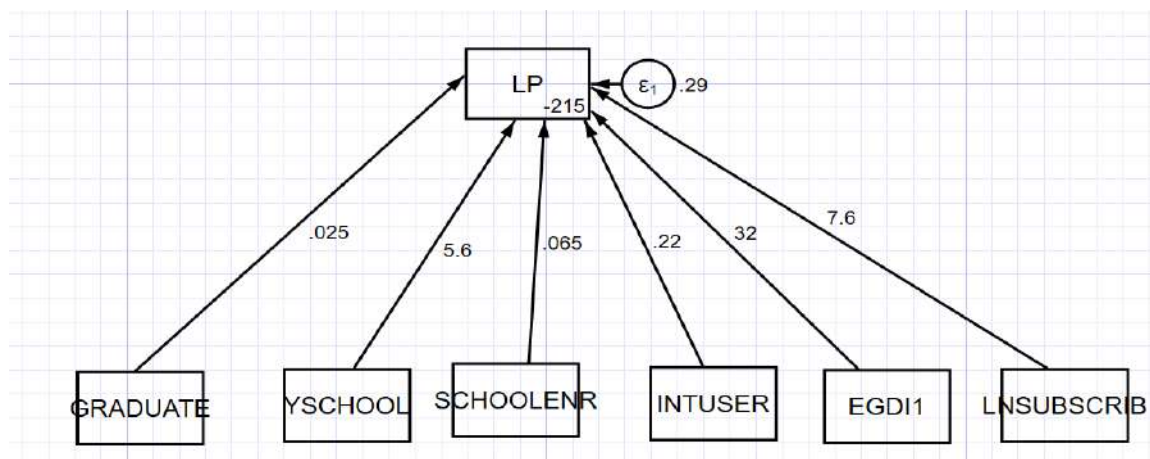 LP
-215
ε1
.29
.025
5.6
.065
.22
32
7.6
GRADUATE
YSCHOOL
SCHOOLENR
INTUSER
EGDI1
LNSUBSCRIB